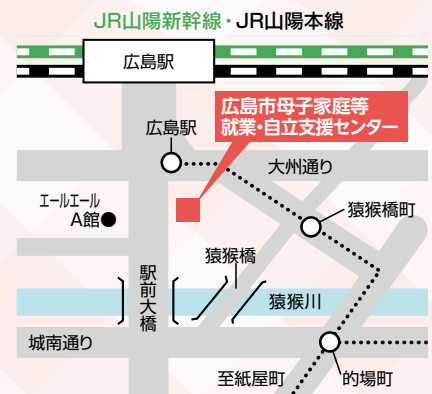 JR山陽新幹線・JR山陽本線
広島駅
広島市母子家庭等
就業・自立支援センター
広島駅
大州通り
エールエール
A館
猿猴橋町
猿猴橋
駅前大橋
猿猴川
城南通り
至紙屋町
的場町